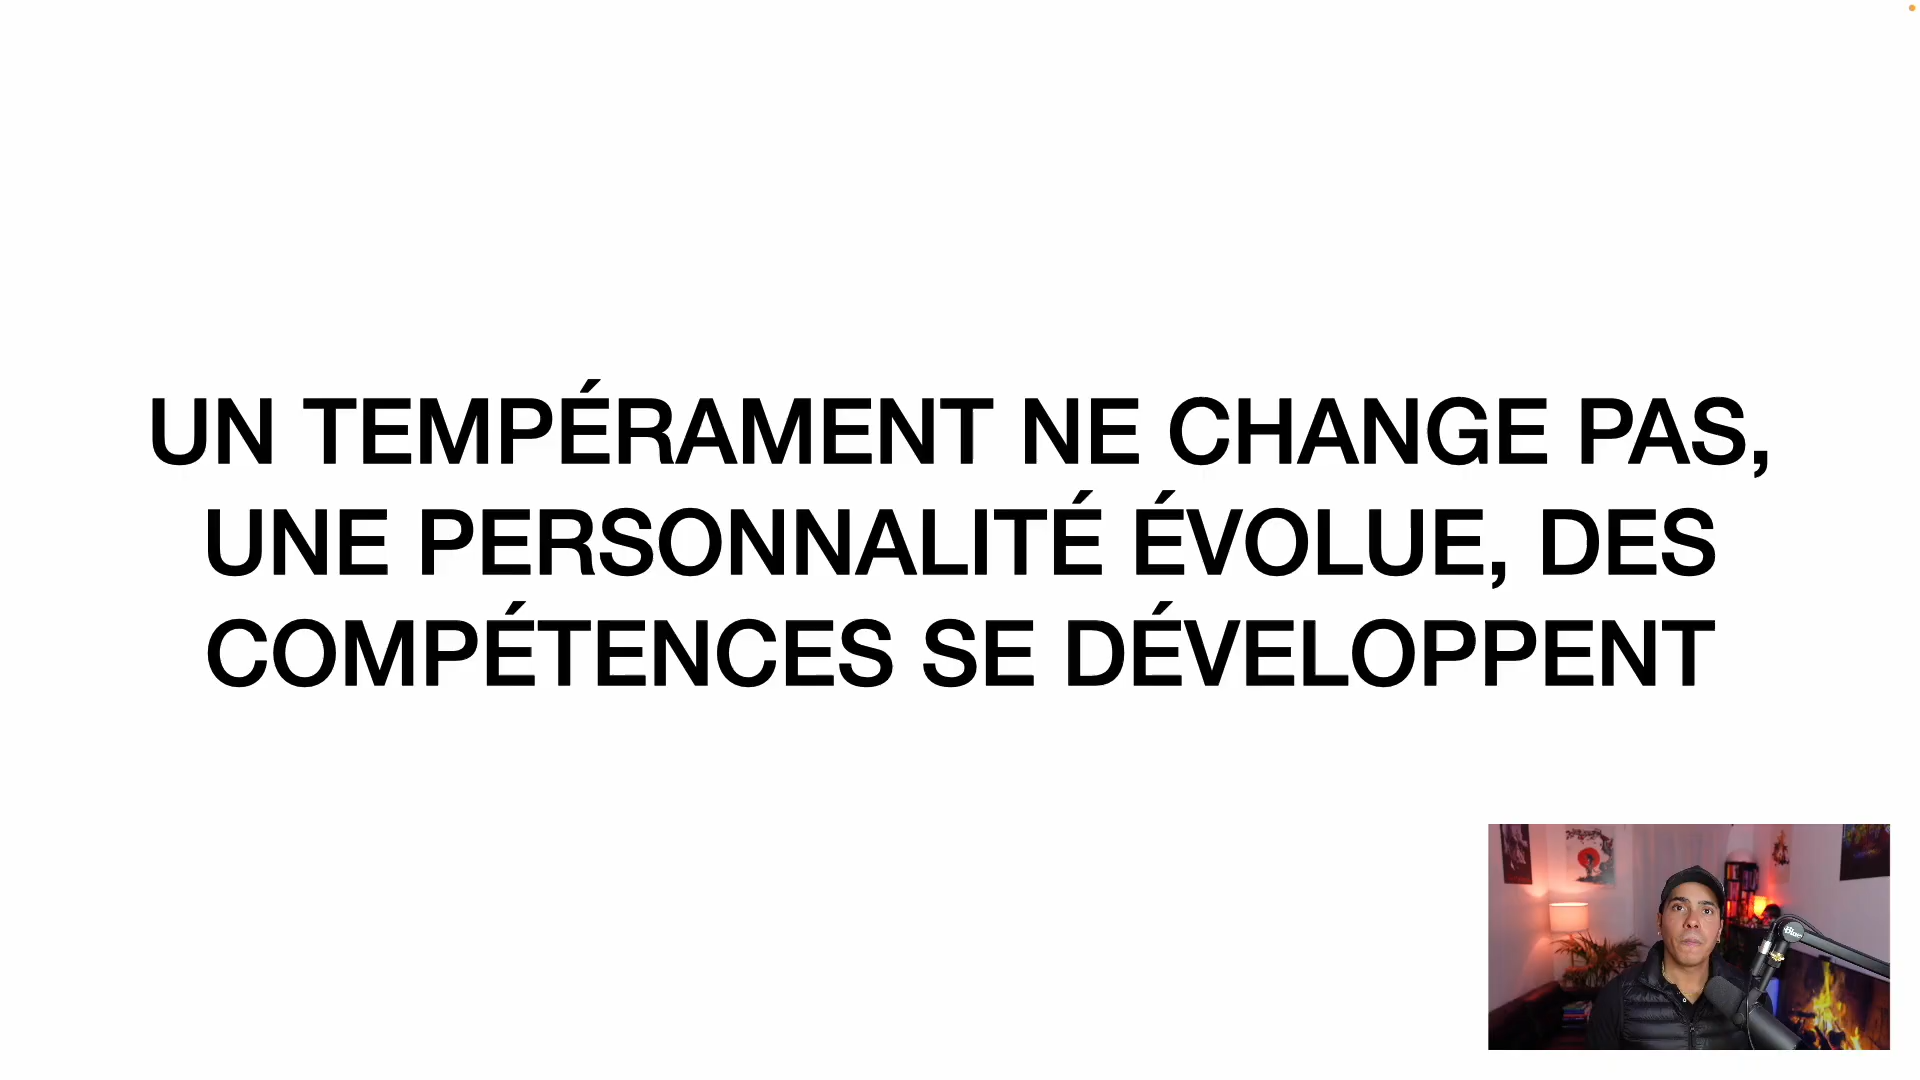 UN TEMPÉRAMENT NE CHANGE PAS,
UNE PERSONNALITÉ ÉVOLUE, DES
COMPÉTENCES SE DÉVELOPPENT